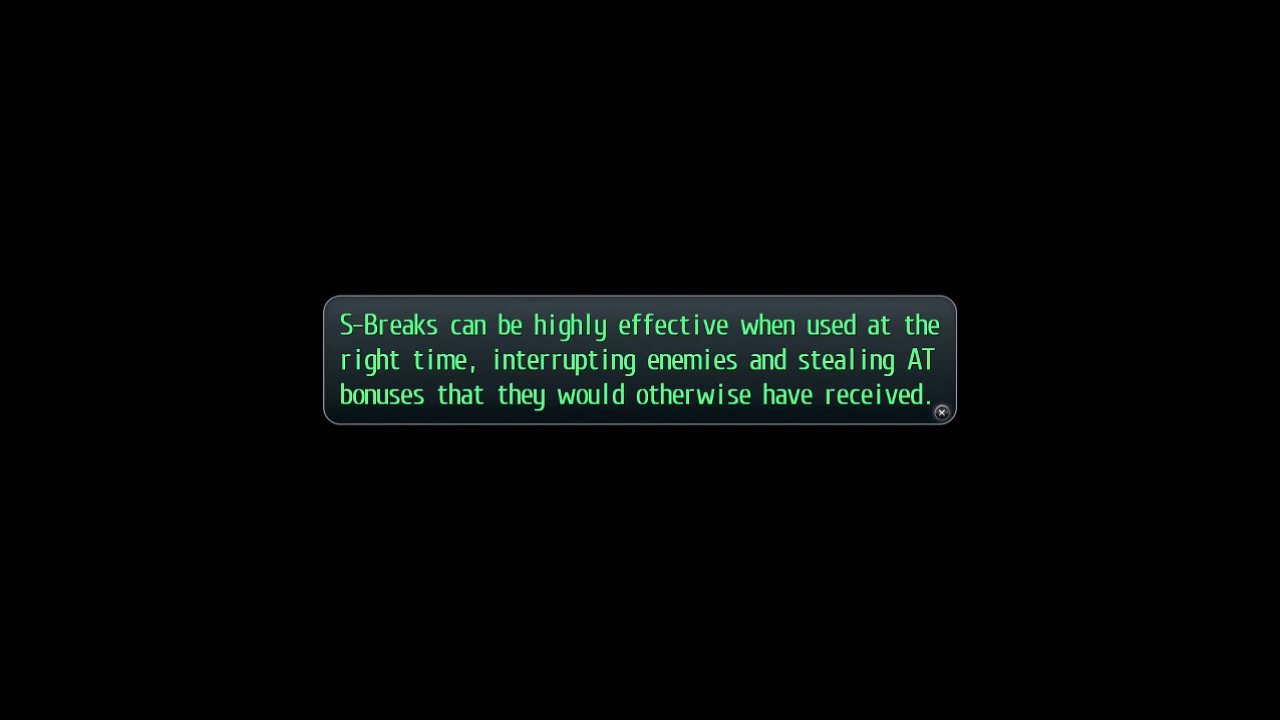 S-Breaks can be highly effective when used at the
right time, interrupting enemies and stealing AT
bonuses that they would otherwise have received.